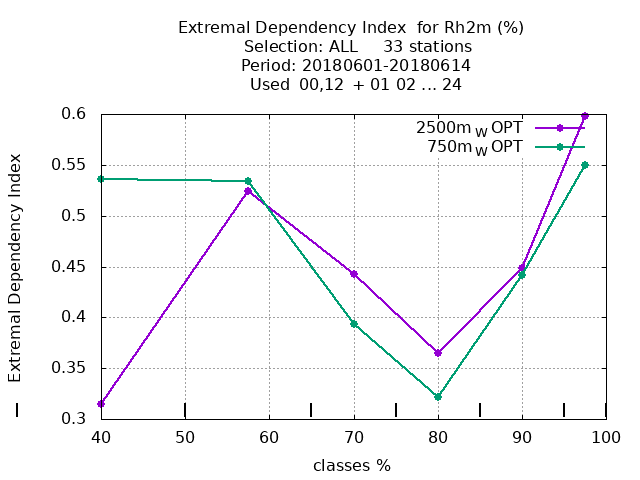 Extremal Dependency Index for Rh2m (%)
Selection: ALL 33 stations
Period: 20180601-20180614
Used 00,12 + 01 02 ... 24
2500m W OPT
750m W OPT
Extremal Dependency Index
0.6
0.55
0.5
0.45
0.4
0.35
0.3
40 50 60 70 80 90 100
classes %